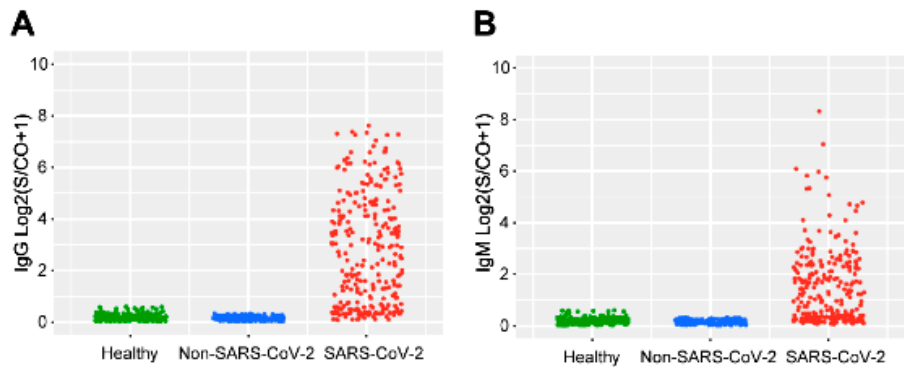 A
IgG Log2(S/CO+1)
10
8
6
4
2
0
Healthy Non-SARS-CoV-2 SARS-CoV-2
B
IgM Log2(S/CO+1)
10
8
6
4
2
0
Healthy Non-SARS-CoV-2 SARS-CoV-2